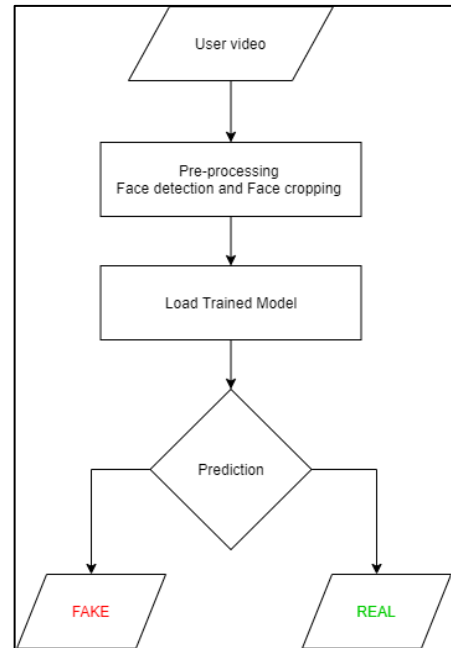 User video
Pre-processing
Face detection and Face cropping
Load Trained Model
Prediction
FAKE
REAL